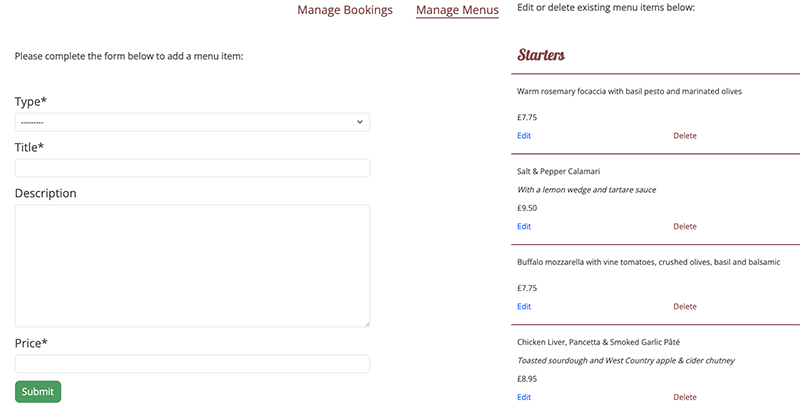 Manage Bookings
Manage Menus
Please complete the form below to add a menu item:
Type*
---------
Title*
Description
Price*
Submit
Edit or delete existing menu items below:
Starters
Warm rosemary focaccia with basil pesto and marinated olives
£7.75
Edit Delete
Salt & Pepper Calamari
With a lemon wedge and tartare sauce
£9.50
Edit Delete
Buffalo mozzarella with vine tomatoes, crushed olives, basil and balsamic
£7.75
Edit Delete
Chicken Liver, Pancetta & Smoked Garlic Pâté
Toasted sourdough and West Country apple & cider chutney
£8.95
Edit Delete